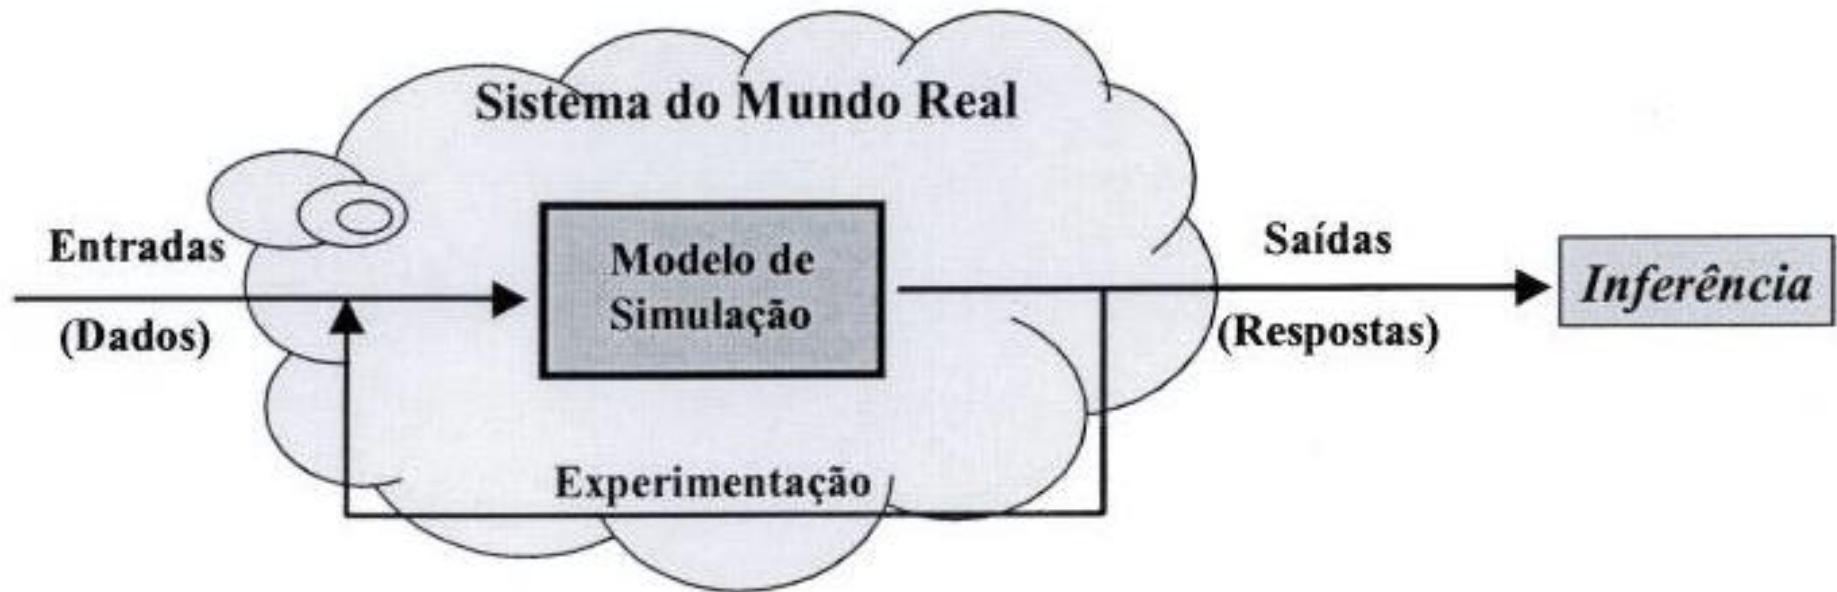 Sistema do Mundo Real
Entradas
(Dados)
Modelo de
Simulação
Saídas
(Respostas)
Inferência
Experimentação